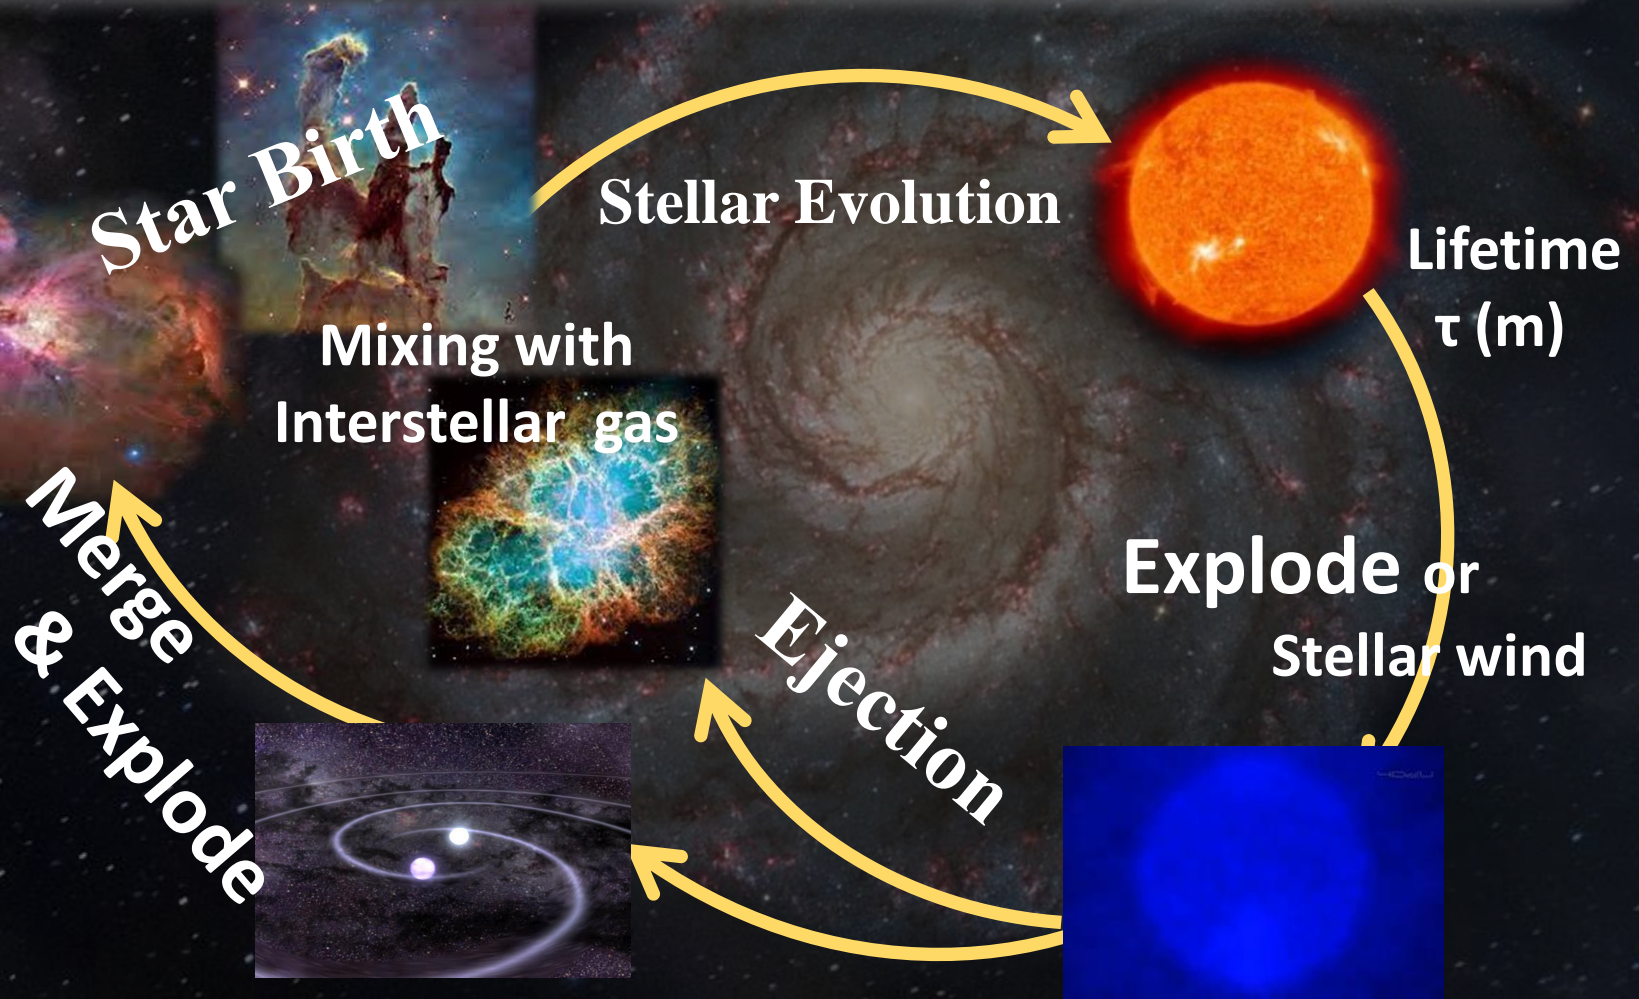 Star Birth
Stellar Evolution
Lifetime
τ (m)
Mixing with
Interstellar gas
Explode or
Stellar wind
Ejection
Merge
& Explode